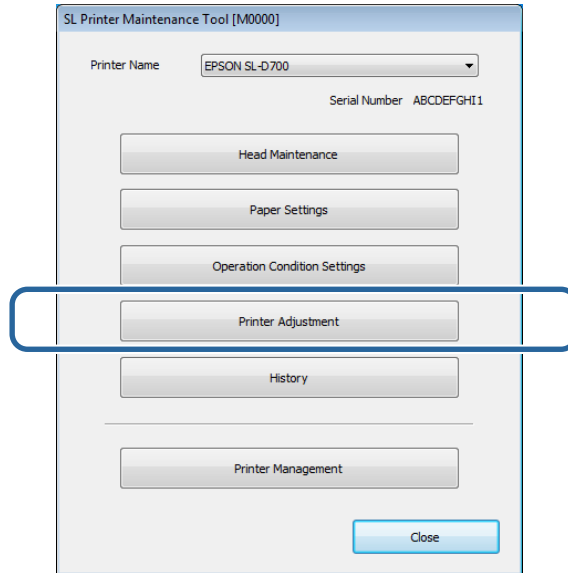 SL Printer Maintenance Tool [M0000]
Printer Name EPSON SL-D700
Serial Number ABCDEFGHI1
Head Maintenance
Paper Settings
Operation Condition Settings
Printer Adjustment
History
Printer Management
Close